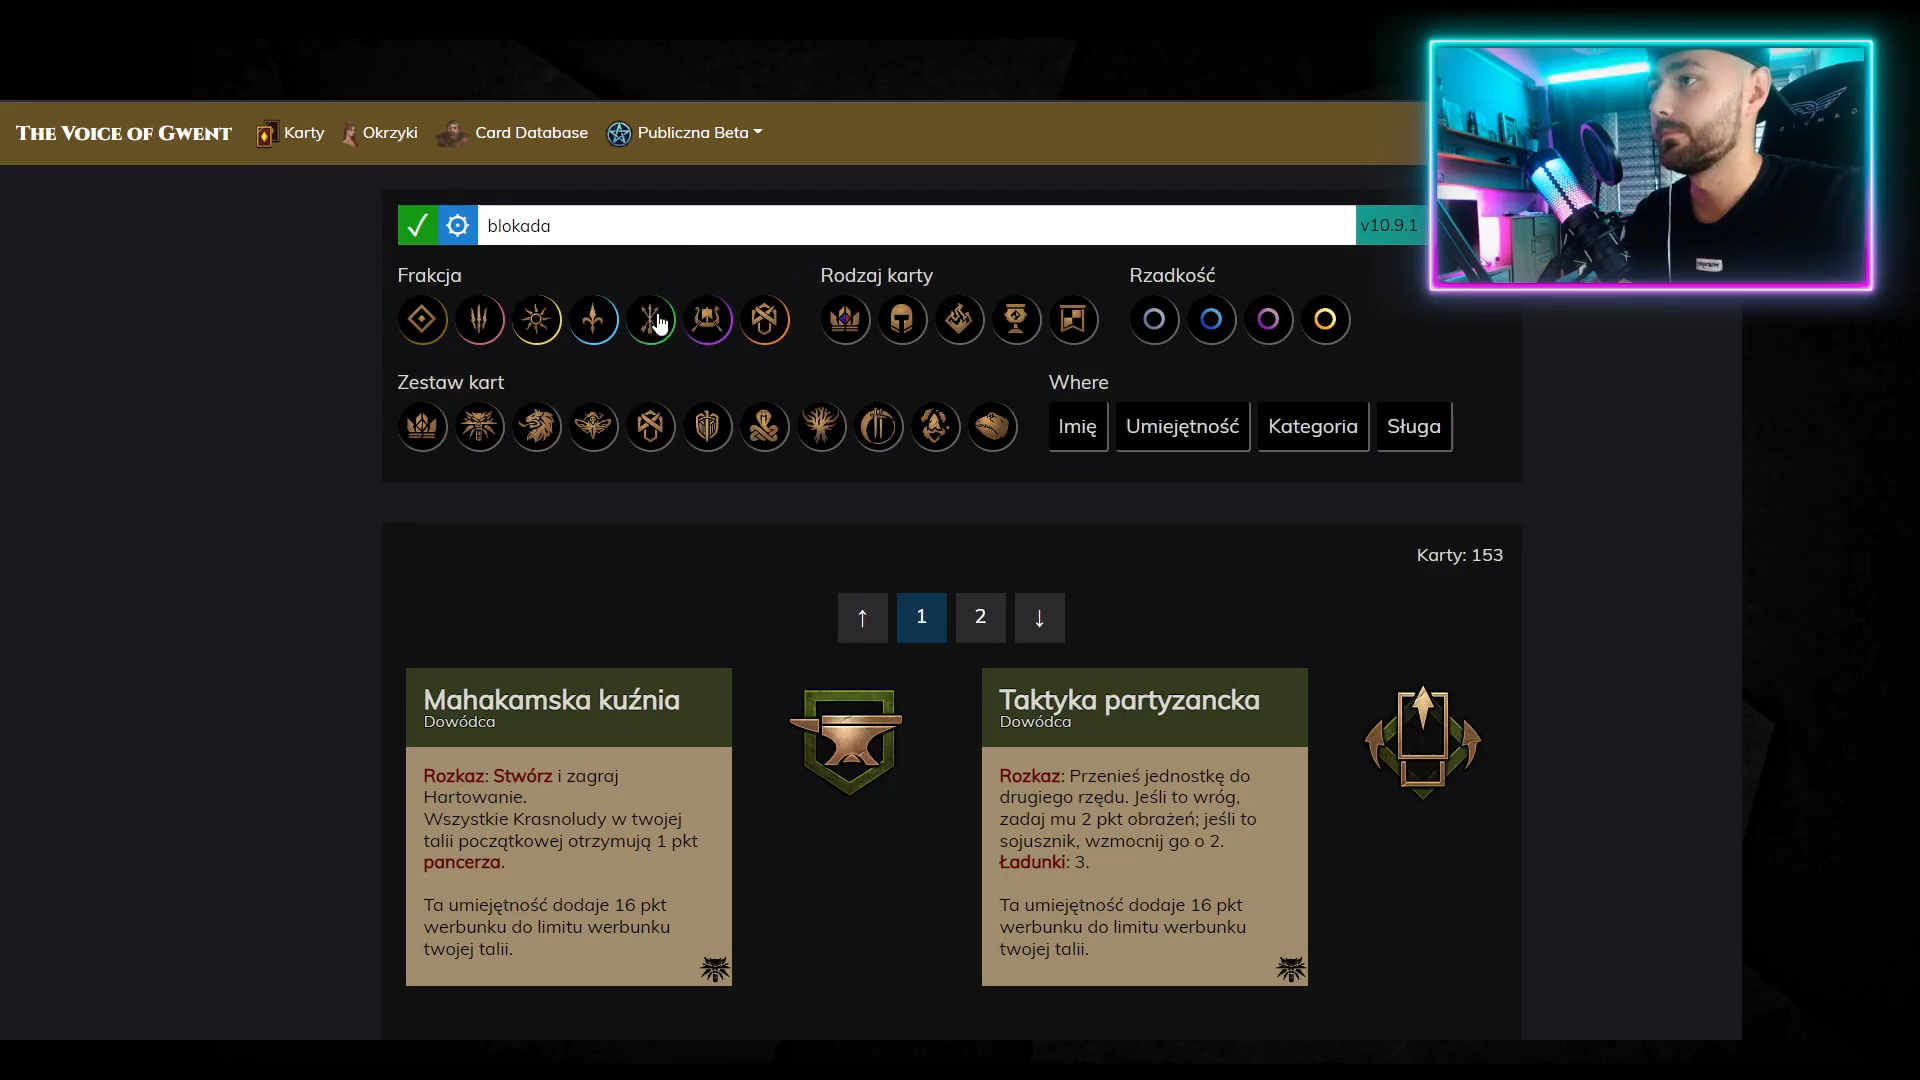 THE VOICE OF GWENT
Karty
Okrzyki
Card Database
Publiczna Beta
blokada
v10.9.1
Frakcja
Rodzaj karty
Rzadkość
Zestaw kart
Where
Imię
Umiejętność
Kategoria
Sługa
Karty: 153
↑ 1 2 ↓
Mahakamska kuźnia
Dowódca
Rozkaz: Stwórz i zagraj
Hartowanie.
Wszystkie Krasnoludy w twojej
talii początkowej otrzymują 1 pkt
pancerza.
Ta umiejętność dodaje 16 pkt
werbunku do limitu werbunku
twojej talii.
Taktyka partyzancka
Dowódca
Rozkaz: Przenieś jednostkę do
drugiego rzędu. Jeśli to wróg,
zadaj mu 2 pkt obrażeń; jeśli to
sojusznik, wzmocnij go o 2.
Ładunki: 3.
Ta umiejętność dodaje 16 pkt
werbunku do limitu werbunku
twojej talii.